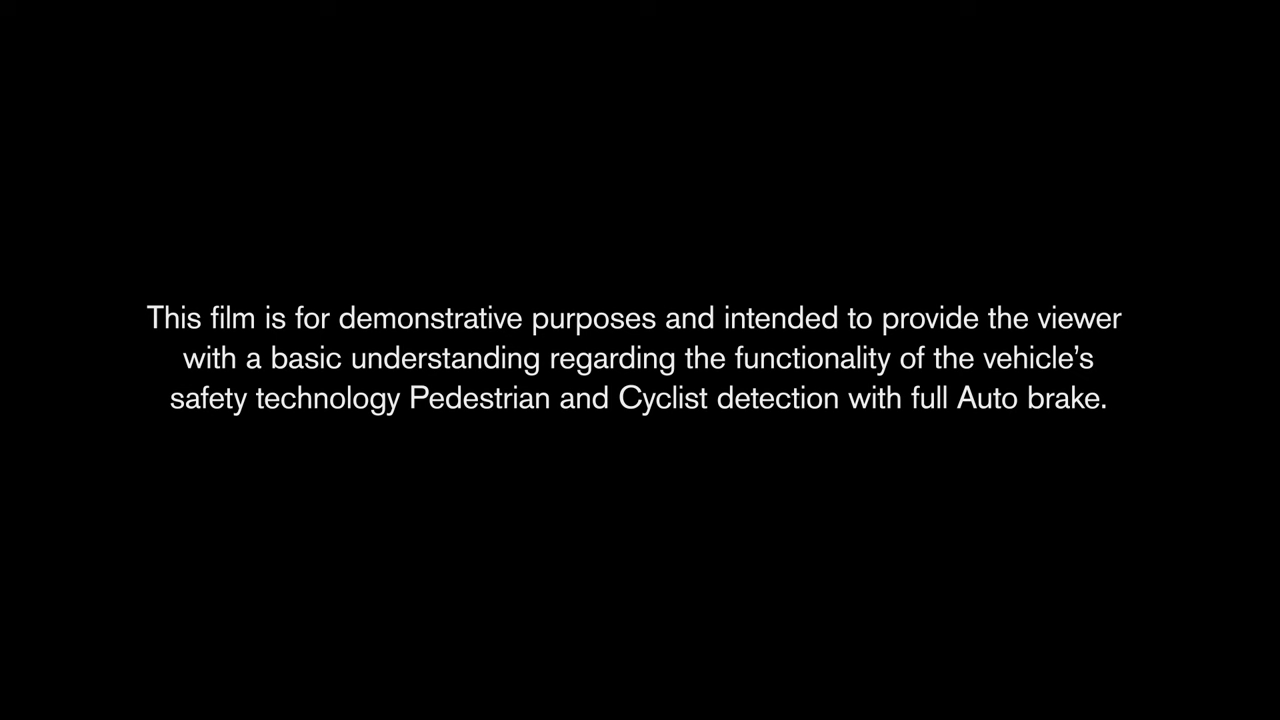 This film is for demonstrative purposes and intended to provide the viewer
with a basic understanding regarding the functionality of the vehicle’s
safety technology Pedestrian and Cyclist detection with full Auto brake.